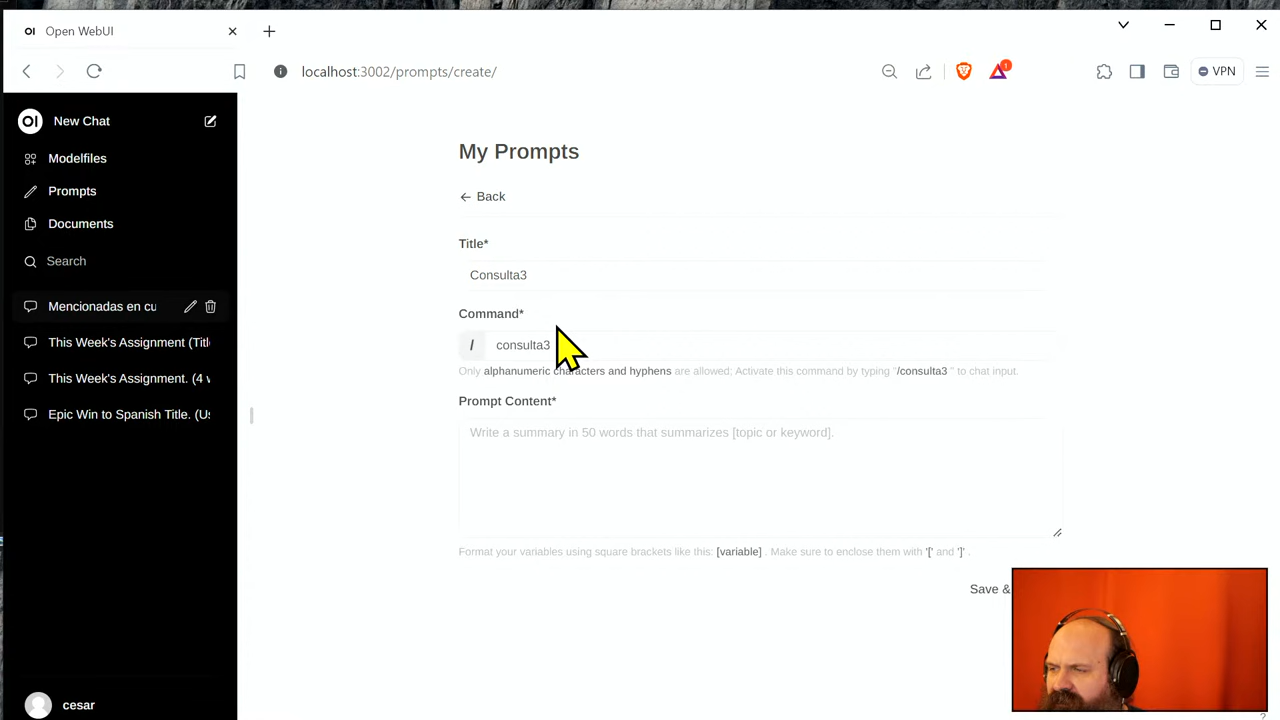 OI Open WebUI
localhost:3002/prompts/create/
1
VPN
OI New Chat
Modelfiles
Prompts
Documents
Search
Mencionadas en cu
This Week's Assignment (Titl
This Week's Assignment. (4 v
Epic Win to Spanish Title. (Us
cesar
My Prompts
← Back
Title*
Consulta3
Command*
/ consulta3
Only alphanumeric characters and hyphens are allowed; Activate this command by typing "/consulta3 " to chat input.
Prompt Content*
Write a summary in 50 words that summarizes [topic or keyword].
Format your variables using square brackets like this: [variable] . Make sure to enclose them with '[' and ']' .
Save &